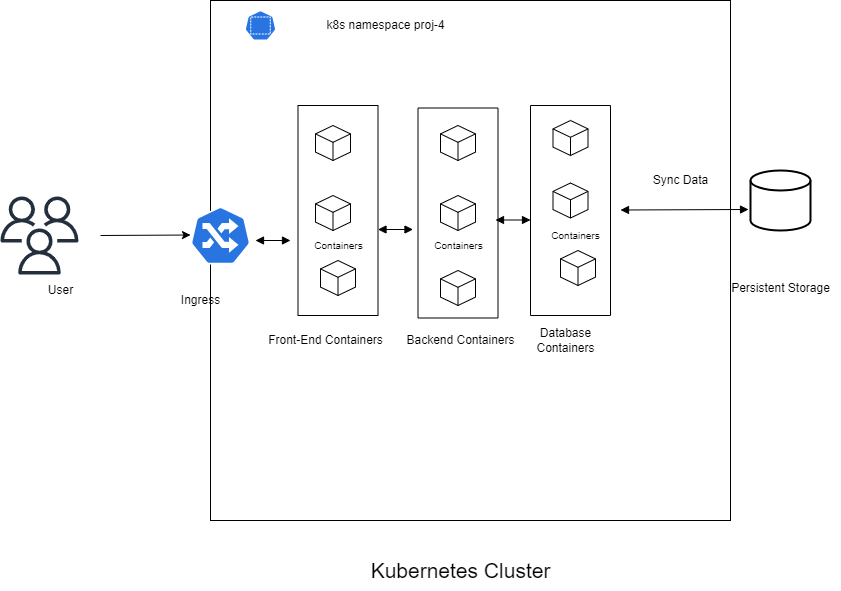 k8s namespace proj-4
Sync Data
Containers
Containers
Containers
User
Ingress
Persistent Storage
Front-End Containers
Backend Containers
Database
Containers
Kubernetes Cluster